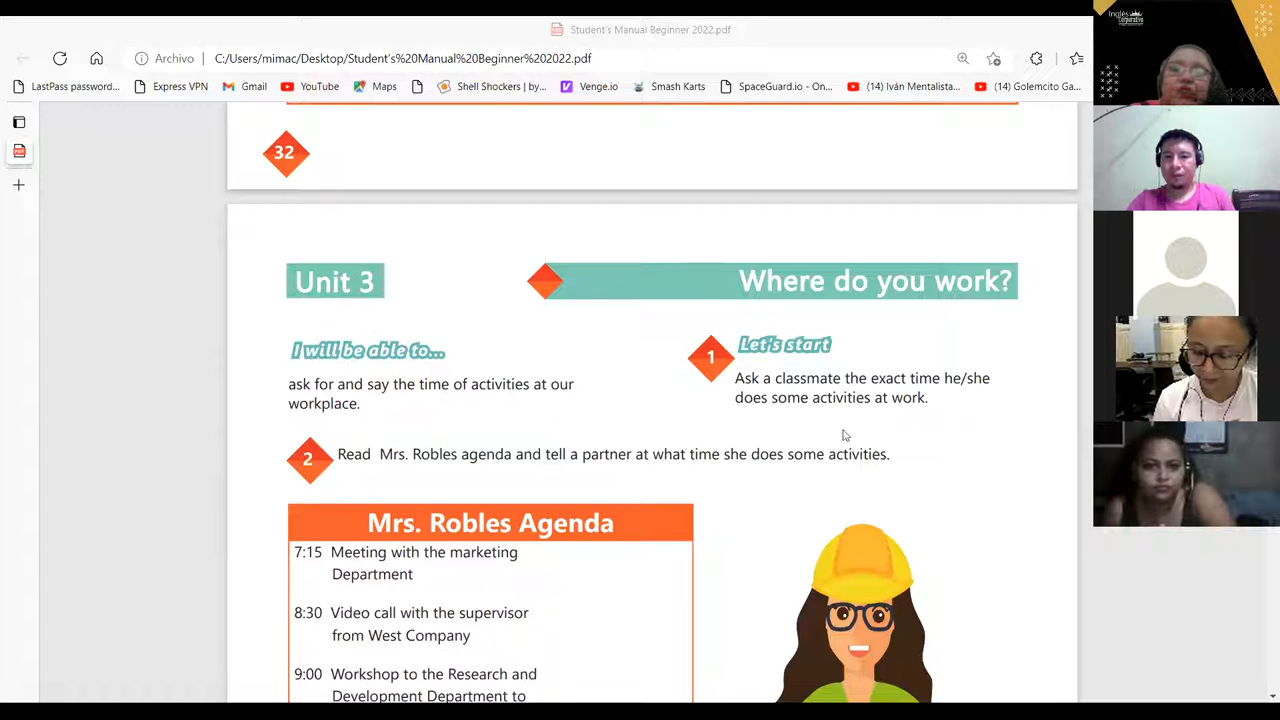 Student's Manual Beginner 2022.pdf
Archivo C:/Users/mimac/Desktop/Student's%20Manual%20Beginner%202022.pdf
LastPass password... Express VPN Gmail YouTube Maps Shell Shockers | by... Venge.io Smash Karts SpaceGuard.io - On... (14) Iván Mentalista... (14) Golemcito Ga...
Inglés
Corporativo
32
Unit 3
Where do you work?
I will be able to...
ask for and say the time of activities at our
workplace.
1
Let's start
Ask a classmate the exact time he/she
does some activities at work.
2
Read Mrs. Robles agenda and tell a partner at what time she does some activities.
Mrs. Robles Agenda
7:15 Meeting with the marketing
Department
8:30 Video call with the supervisor
from West Company
9:00 Workshop to the Research and
Development Department to